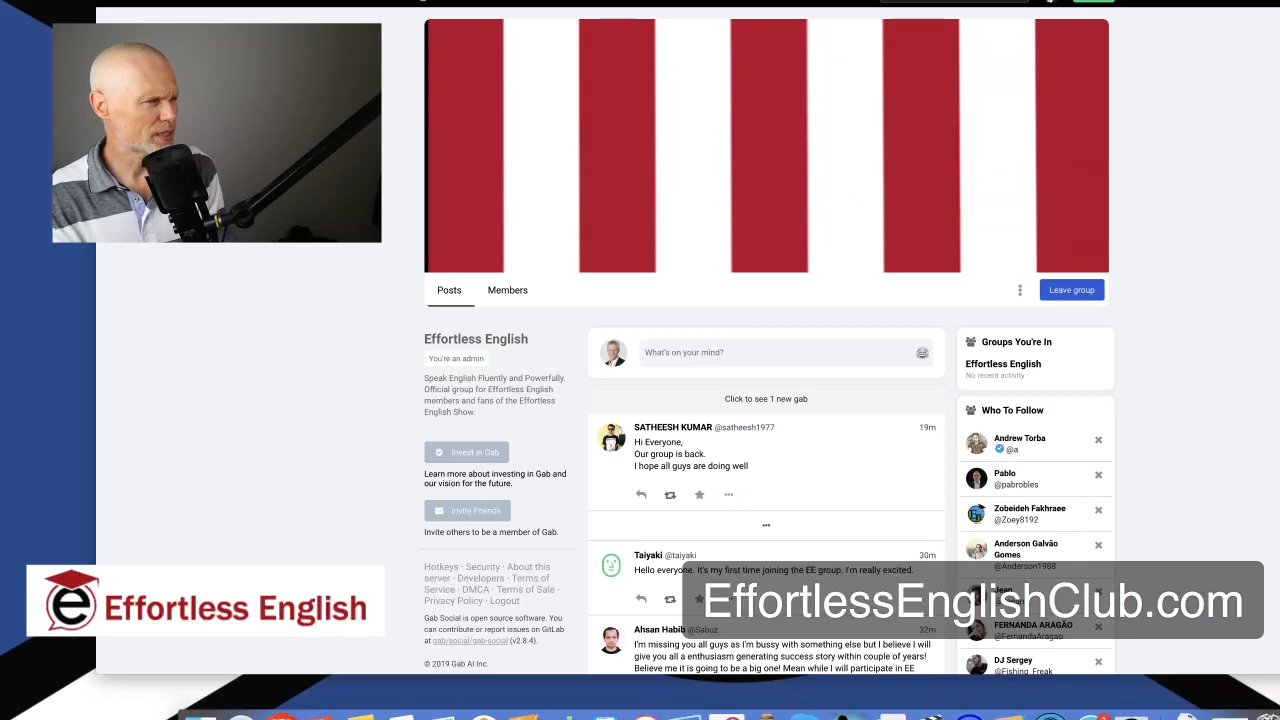 Posts
Members
Leave group
Effortless English
You're an admin
Speak English Fluently and Powerfully.
Official group for Effortless English
members and fans of the Effortless
English Show.
Invest in Gab
Learn more about investing in Gab and
our vision for the future.
Invite Friends
Invite others to be a member of Gab.
Hotkeys · Security · About this
server · Developers · Terms of
Service · DMCA · Terms of Sale ·
Privacy Policy · Logout
Gab Social is open source software. You
can contribute or report issues on GitLab
at gab/social/gab-social (v2.8.4).
© 2019 Gab AI Inc.
What's on your mind?
Click to see 1 new gab
SATHEESH KUMAR @satheesh1977 19m
Hi Everyone,
Our group is back.
I hope all guys are doing well
Taiyaki @taiyaki 30m
Hello everyone. It's my first time joining the EE group. I'm really excited.
Ahsan Habib @Sabuz 32m
I'm missing you all guys as I'm bussy with something else but I believe I will
give you all a enthusiasm generating success story within couple of years!
Believe me it is going to be a big one! Mean while I will participate in EE
Groups You're In
Effortless English
No recent activity
Who To Follow
Andrew Torba
@a
Pablo
@pabrobles
Zobeideh Fakhraee
@Zoey8192
Anderson Galvão
Gomes
@Anderson1988
Jean
FERNANDA ARAGÃO
@FernandaAragao
DJ Sergey
@Fishing_Freak
e Effortless English
EffortlessEnglishClub.com